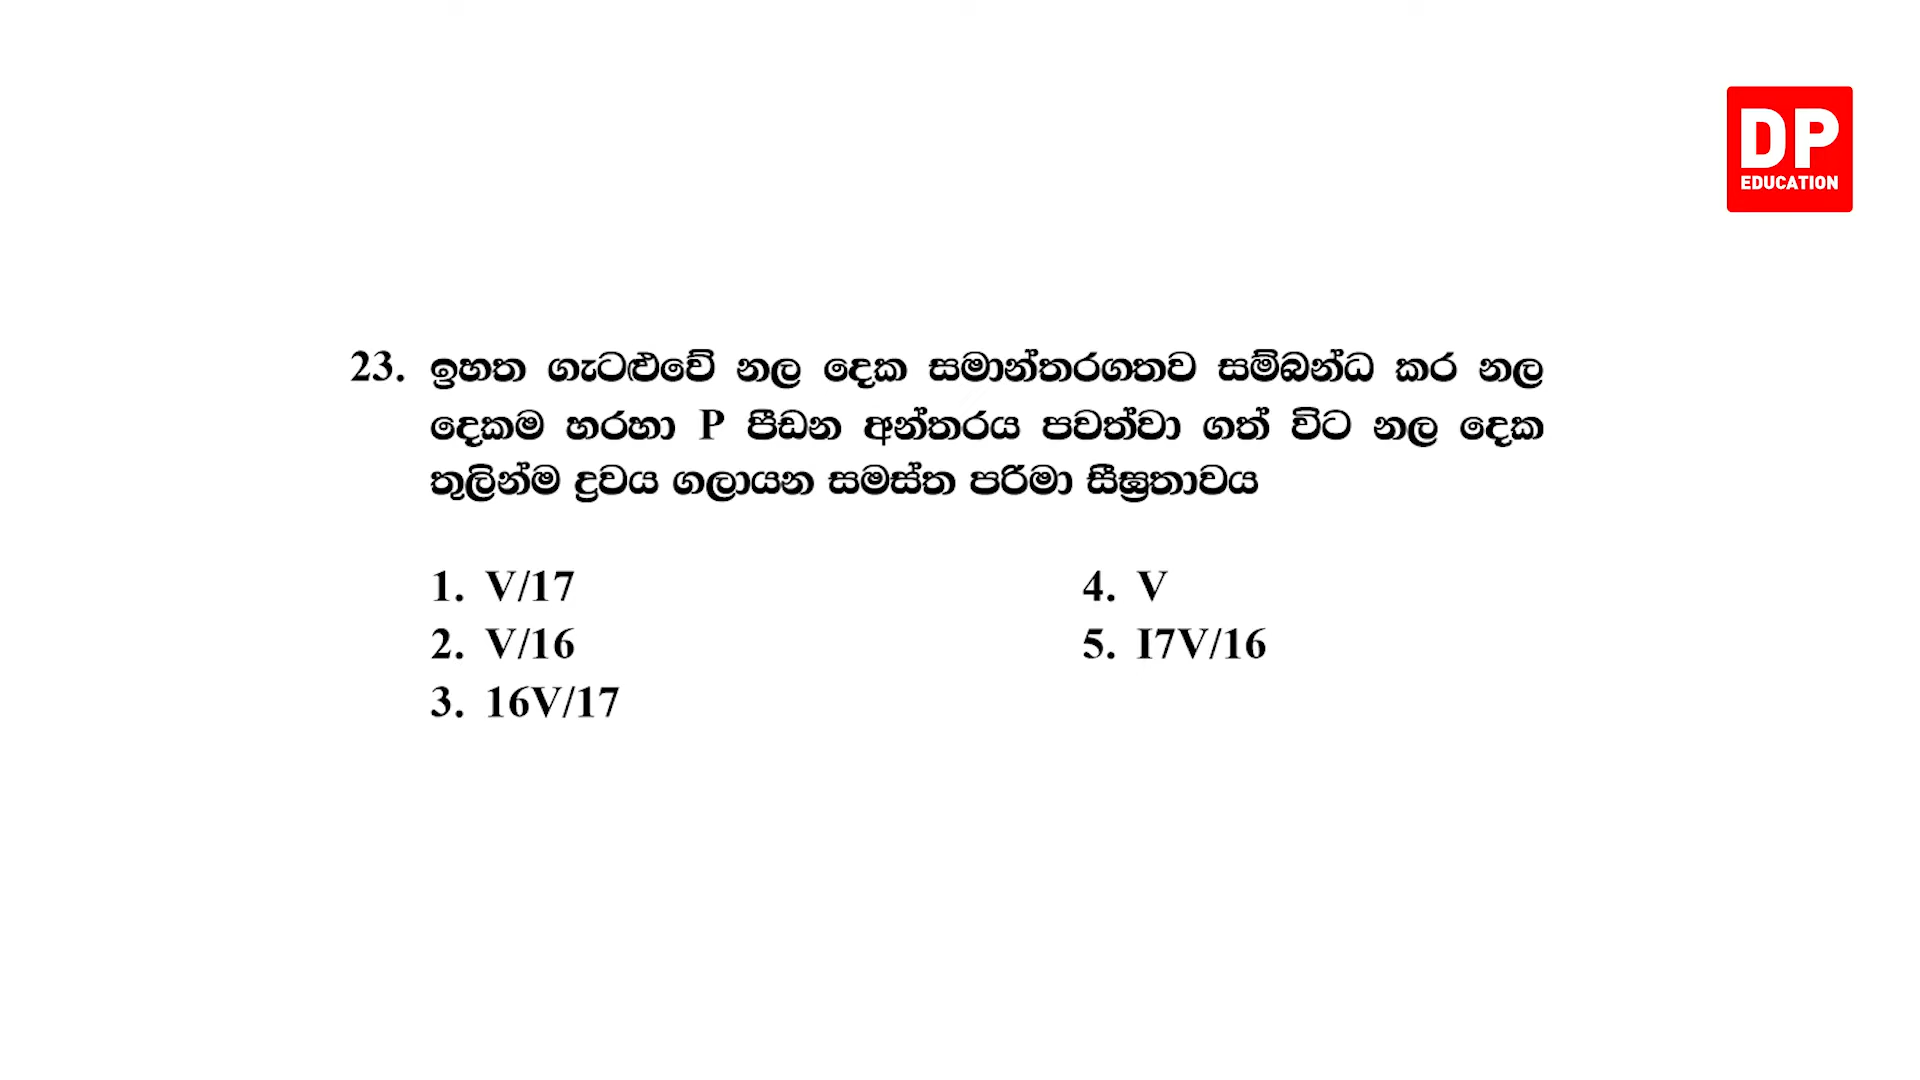 DP
EDUCATION
23. ඉහත ගැටළුවේ නල දෙක සමාන්තරගතව සම්බන්ධ කර නල
දෙකම හරහා P පීඩන අන්තරය පවත්වා ගත් විට නල දෙක
තුලින්ම ද්‍රවය ගලායන සමස්ත පරිමා සීඝ්‍රතාවය
1. V/17
2. V/16
3. 16V/17
4. V
5. I7V/16